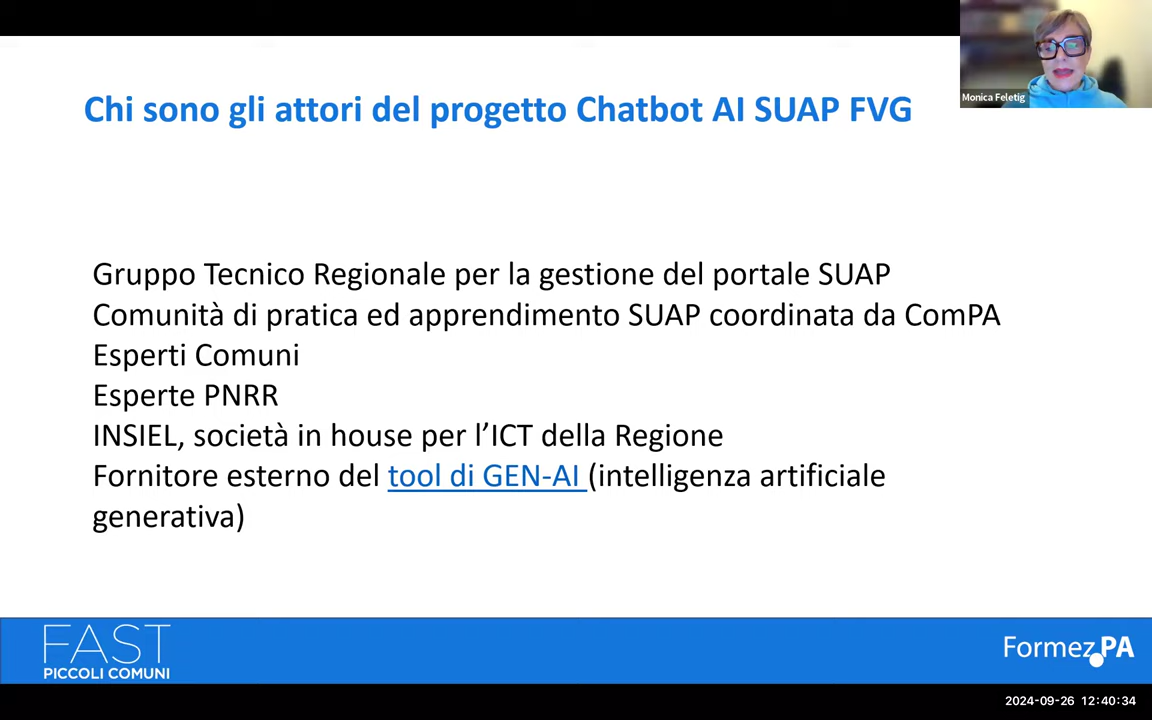 Chi sono gli attori del progetto Chatbot AI SUAP FVG
Monica Feletig
Gruppo Tecnico Regionale per la gestione del portale SUAP
Comunità di pratica ed apprendimento SUAP coordinata da ComPA
Esperti Comuni
Esperte PNRR
INSIEL, società in house per l’ICT della Regione
Fornitore esterno del tool di GEN-AI (intelligenza artificiale
generativa)
FAST
PICCOLI COMUNI
Formez PA
2024-09-26 12:40:34